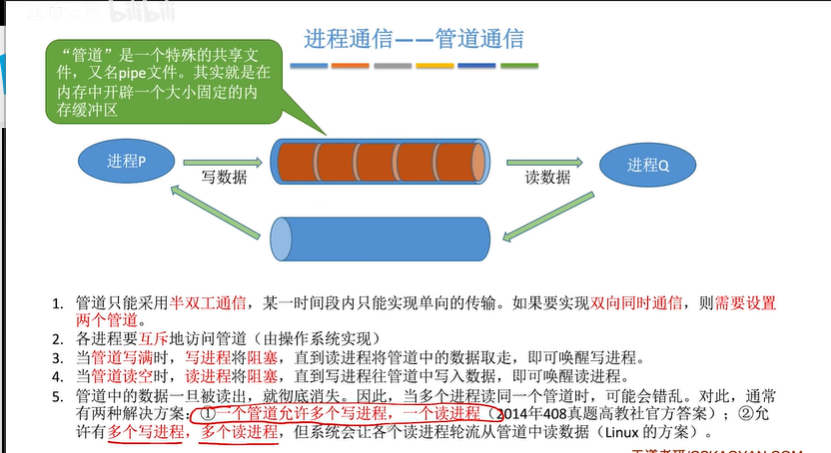 bilibili
进程通信——管道通信
“管道”是一个特殊的共享文
件，又名pipe文件。其实就是在
内存中开辟一个大小固定的内
存缓冲区
进程P
写数据
读数据
进程Q
1. 管道只能采用半双工通信，某一时间段内只能实现单向的传输。如果要实现双向同时通信，则需要设置
两个管道。
2. 各进程要互斥地访问管道（由操作系统实现）
3. 当管道写满时，写进程将阻塞，直到读进程将管道中的数据取走，即可唤醒写进程。
4. 当管道读空时，读进程将阻塞，直到写进程往管道中写入数据，即可唤醒读进程。
5. 管道中的数据一旦被读出，就彻底消失。因此，当多个进程读同一个管道时，可能会错乱。对此，通常
有两种解决方案：①一个管道允许多个写进程，一个读进程（2014年408真题高教社官方答案）；②允
许有多个写进程，多个读进程，但系统会让各个读进程轮流从管道中读数据（Linux 的方案）。